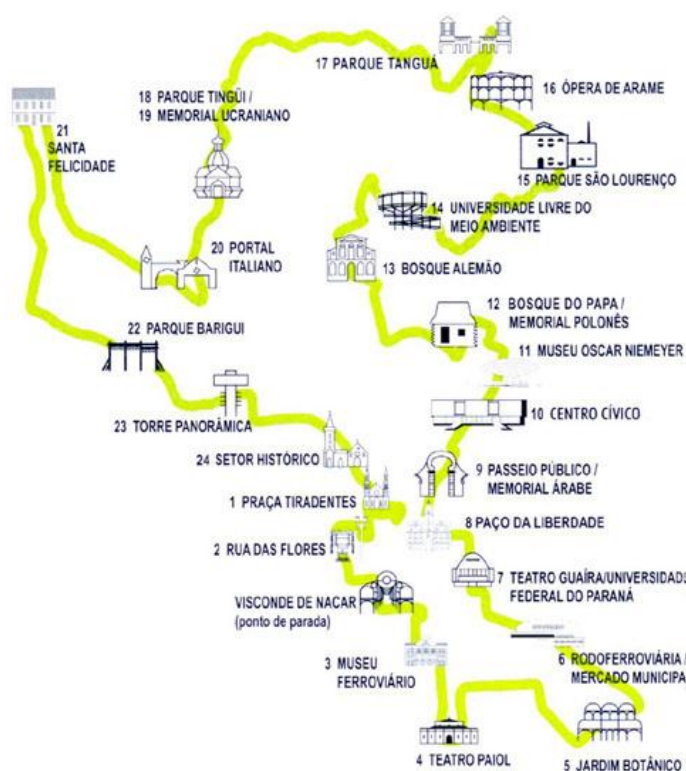 17 PARQUE TANGUÁ
16 ÓPERA DE ARAME
18 PARQUE TINGÜI /
19 MEMORIAL UCRANIANO
21
SANTA
FELICIDADE
15 PARQUE SÃO LOURENÇO
14 UNIVERSIDADE LIVRE DO
MEIO AMBIENTE
20 PORTAL
ITALIANO
13 BOSQUE ALEMÃO
12 BOSQUE DO PAPA /
MEMORIAL POLONÊS
22 PARQUE BARIGUI
11 MUSEU OSCAR NIEMEYER
23 TORRE PANORÂMICA
10 CENTRO CÍVICO
24 SETOR HISTÓRICO
9 PASSEIO PÚBLICO /
MEMORIAL ÁRABE
1 PRAÇA TIRADENTES
8 PAÇO DA LIBERDADE
2 RUA DAS FLORES
7 TEATRO GUAÍRA/UNIVERSIDADE
FEDERAL DO PARANÁ
VISCONDE DE NACAR
(ponto de parada)
3 MUSEU
FERROVIÁRIO
6 RODOFERROVIÁRIA /
MERCADO MUNICIPA
4 TEATRO PAIOL
5 JARDIM BOTÂNICO